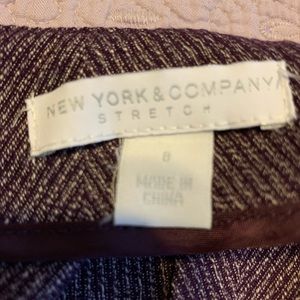 NEW YORK & COMPANY
STRETCH
8
MADE IN
CHINA